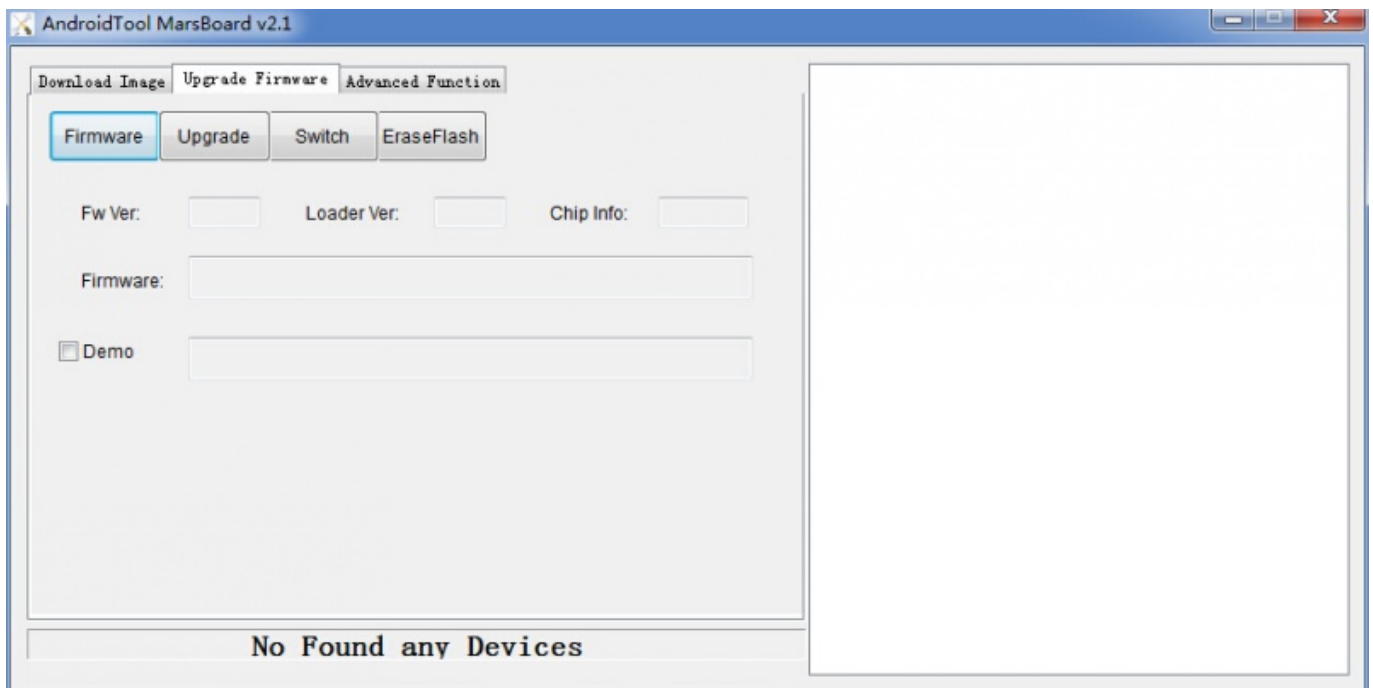 AndroidTool MarsBoard v2.1
Download Image Upgrade Firmware Advanced Function
Firmware Upgrade Switch EraseFlash
Fw Ver: Loader Ver: Chip Info:
Firmware:
Demo
No Found any Devices